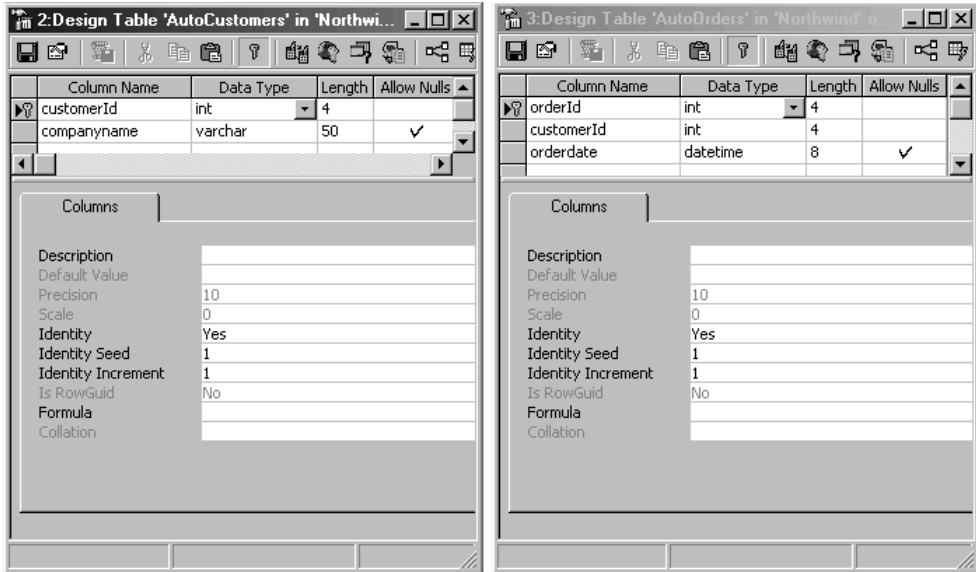 2:Design Table 'AutoCustomers' in 'Northwi...
Column Name Data Type Length Allow Nulls
customerId int 4
companyname varchar 50
Columns
Description
Default Value
Precision 10
Scale 0
Identity Yes
Identity Seed 1
Identity Increment 1
Is RowGuid No
Formula
Collation
3:Design Table 'AutoOrders' in 'Northwind' o...
Column Name Data Type Length Allow Nulls
orderId int 4
customerId int 4
orderdate datetime 8
Columns
Description
Default Value
Precision 10
Scale 0
Identity Yes
Identity Seed 1
Identity Increment 1
Is RowGuid No
Formula
Collation